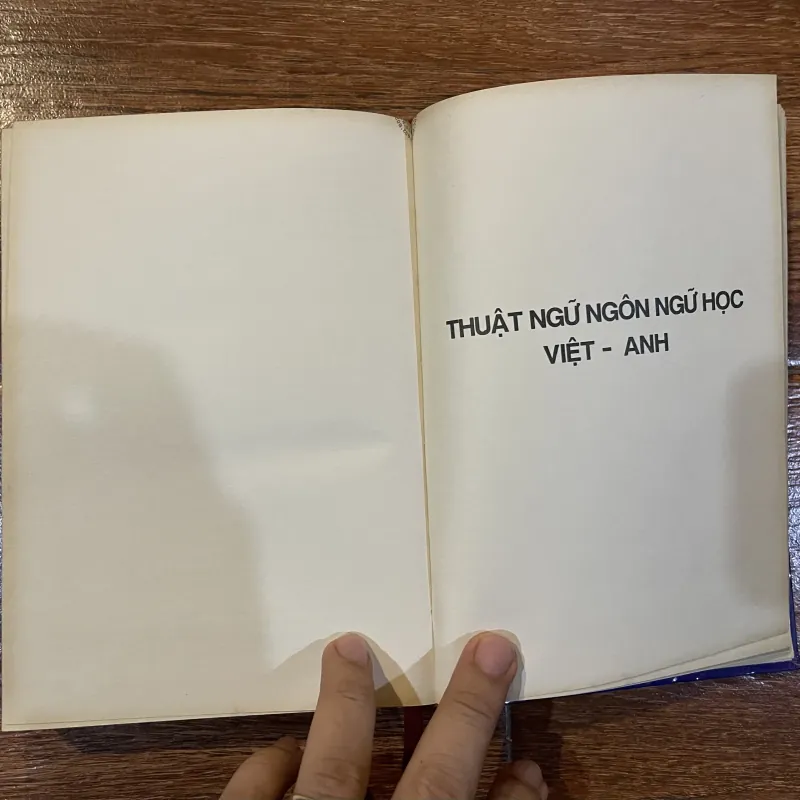 THUẬT NGỮ NGÔN NGỮ HỌC
VIỆT - ANH